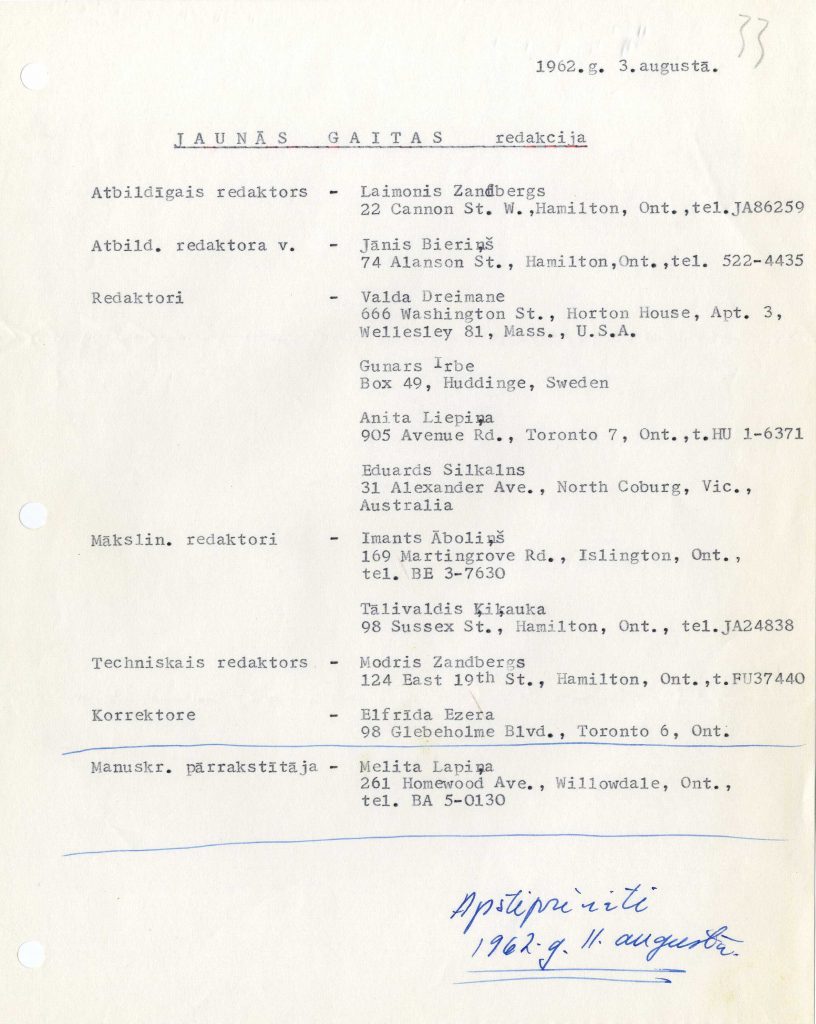 33
1962.g. 3.augustā.
JAUNĀS GAITAS redakcija
Atbildīgais redaktors - Laimonis Zandbergs
22 Cannon St. W.,Hamilton, Ont.,tel.JA86259
Atbild. redaktora v. - Jānis Bieriņš
74 Alanson St., Hamilton,Ont.,tel. 522-4435
Redaktori - Valda Dreimane
666 Washington St., Horton House, Apt. 3,
Wellesley 81, Mass., U.S.A.
Gunars Irbe
Box 49, Huddinge, Sweden
Anita Liepiņa
905 Avenue Rd., Toronto 7, Ont.,t.HU 1-6371
Eduards Silkalns
31 Alexander Ave., North Coburg, Vic.,
Australia
Mākslin. redaktori - Imants Āboliņš
169 Martingrove Rd., Islington, Ont.,
tel. BE 3-7630
Tālivaldis Ķiķauka
98 Sussex St., Hamilton, Ont., tel.JA24838
Techniskais redaktors - Modris Zandbergs
124 East 19th St., Hamilton, Ont.,t.FU37440
Korrektore - Elfrīda Ezera
98 Glebeholme Blvd., Toronto 6, Ont.
Manuskr. pārrakstītāja - Melita Lapiņa
261 Homewood Ave., Willowdale, Ont.,
tel. BA 5-0130
Apstiprināti
1962.g. 11. augustā.